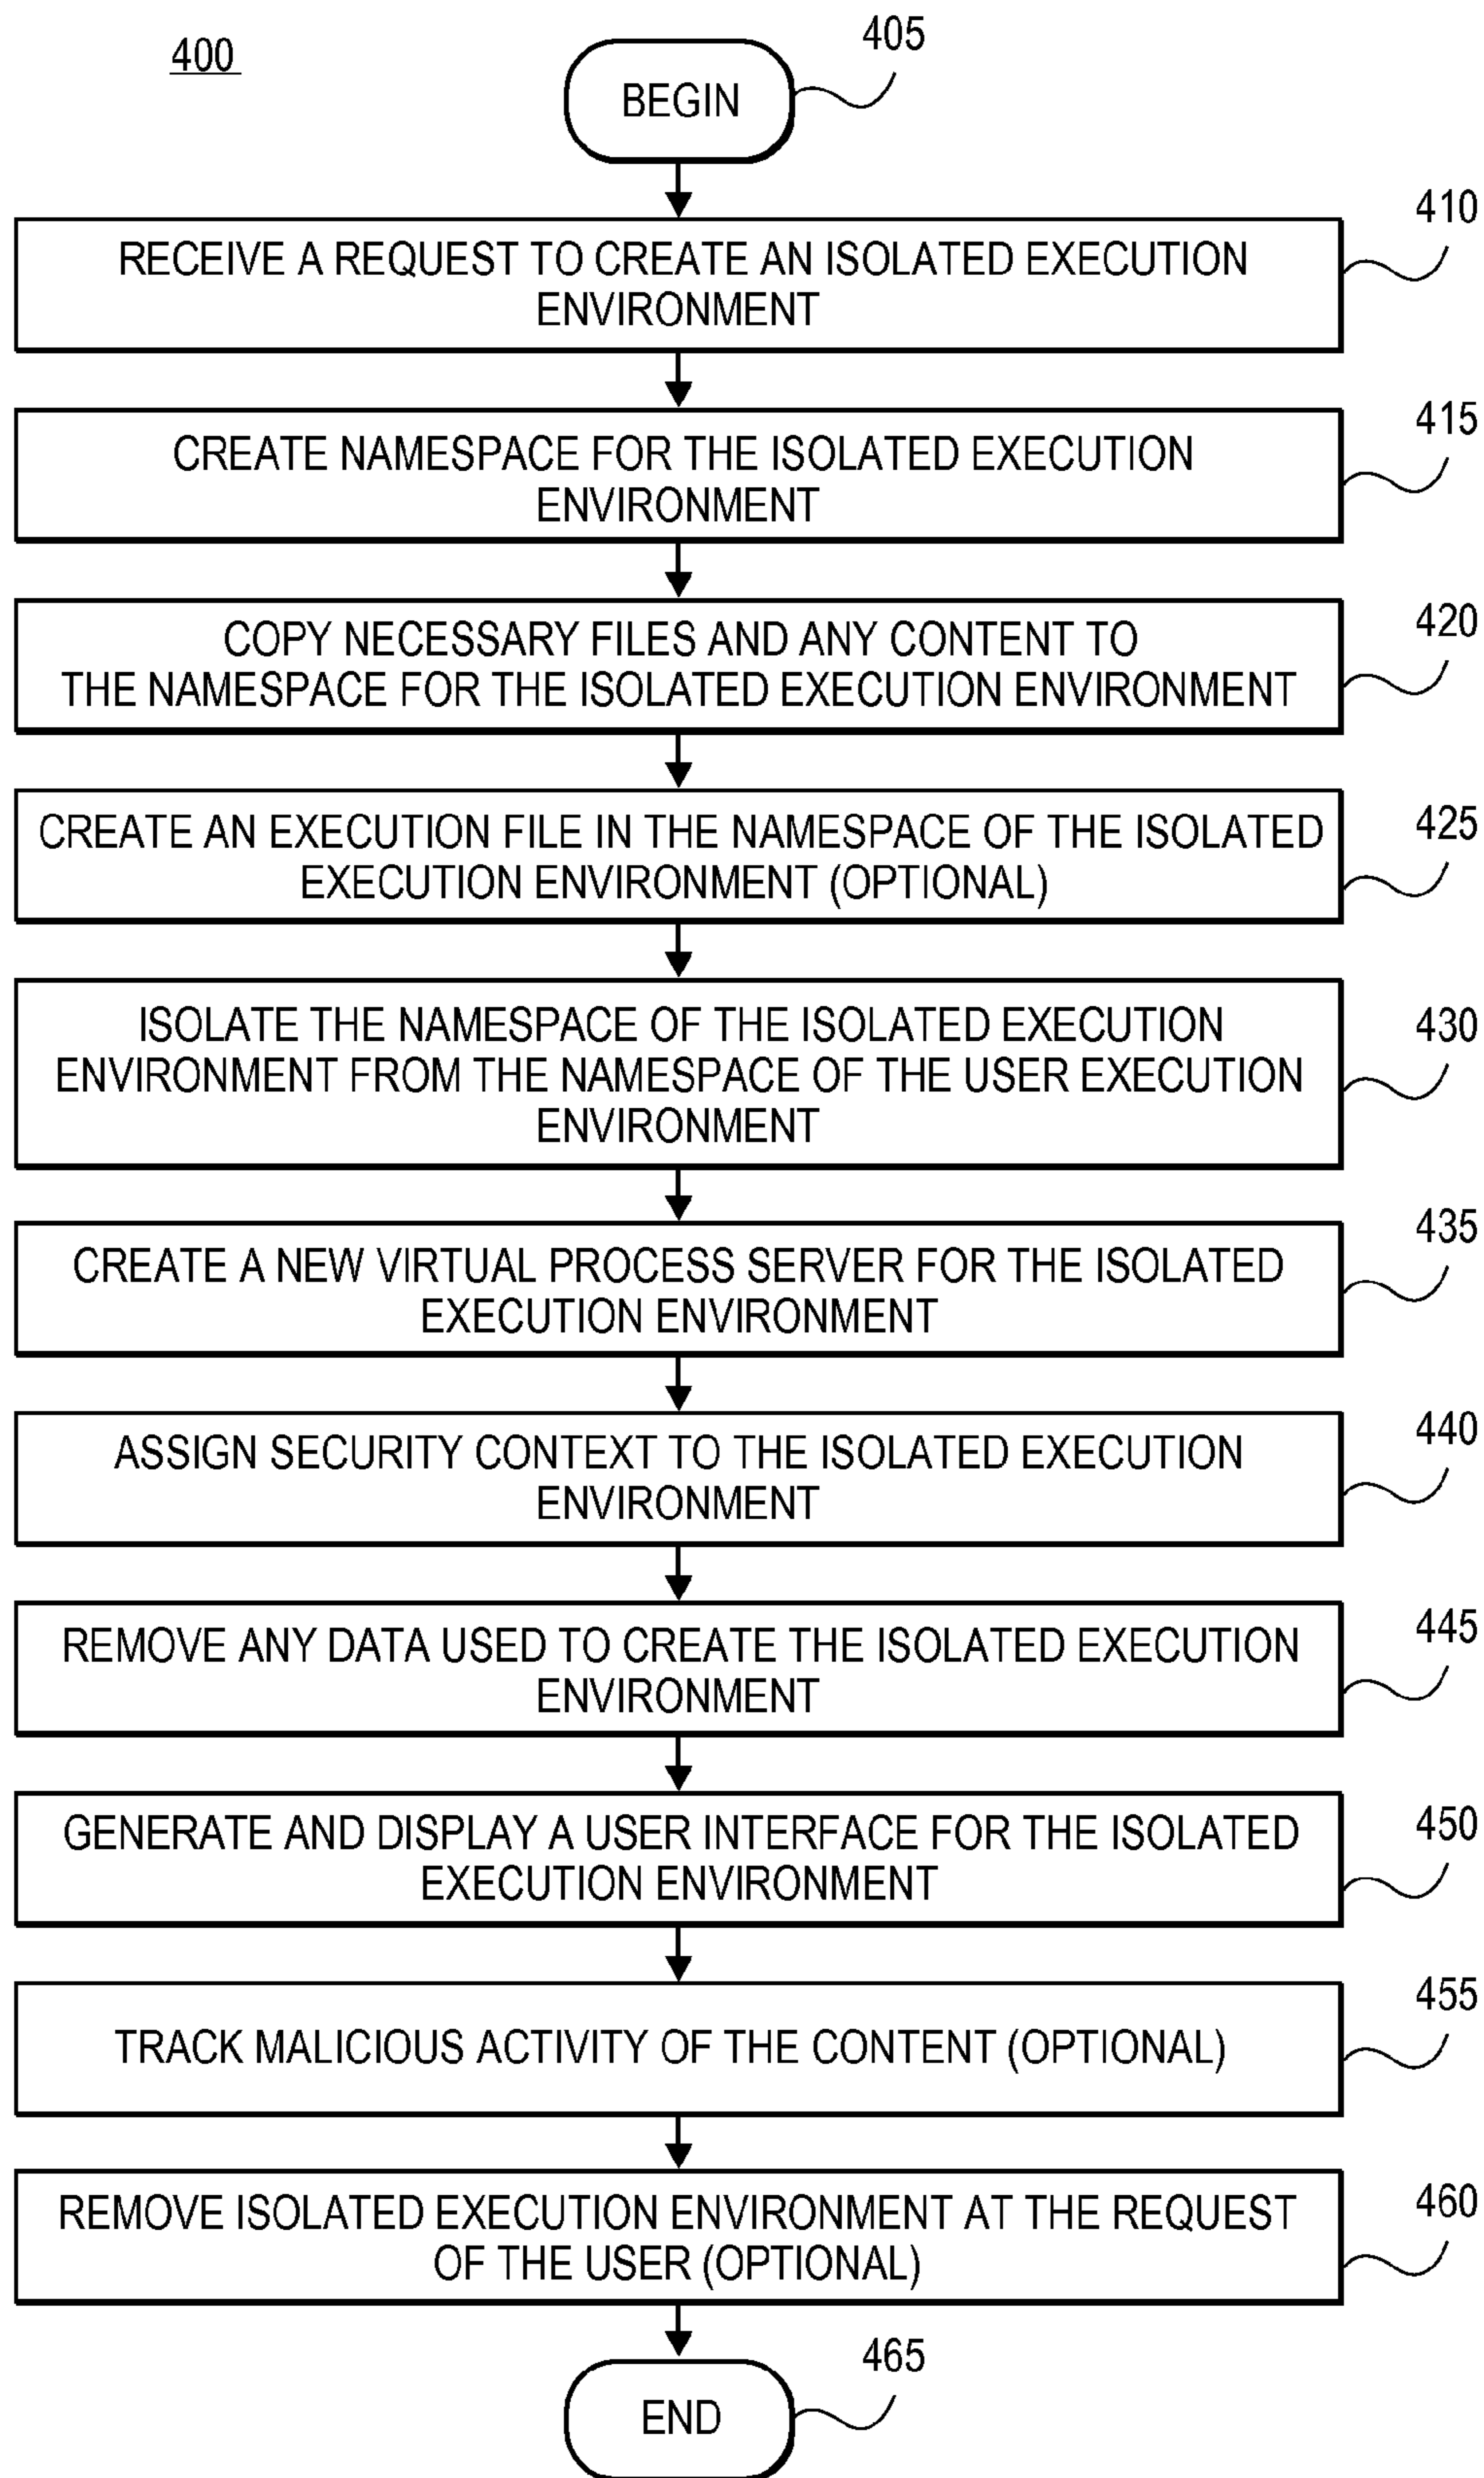 400
405
BEGIN
410
RECEIVE A REQUEST TO CREATE AN ISOLATED EXECUTION
ENVIRONMENT
415
CREATE NAMESPACE FOR THE ISOLATED EXECUTION
ENVIRONMENT
420
COPY NECESSARY FILES AND ANY CONTENT TO
THE NAMESPACE FOR THE ISOLATED EXECUTION ENVIRONMENT
425
CREATE AN EXECUTION FILE IN THE NAMESPACE OF THE ISOLATED
EXECUTION ENVIRONMENT (OPTIONAL)
430
ISOLATE THE NAMESPACE OF THE ISOLATED EXECUTION
ENVIRONMENT FROM THE NAMESPACE OF THE USER EXECUTION
ENVIRONMENT
435
CREATE A NEW VIRTUAL PROCESS SERVER FOR THE ISOLATED
EXECUTION ENVIRONMENT
440
ASSIGN SECURITY CONTEXT TO THE ISOLATED EXECUTION
ENVIRONMENT
445
REMOVE ANY DATA USED TO CREATE THE ISOLATED EXECUTION
ENVIRONMENT
450
GENERATE AND DISPLAY A USER INTERFACE FOR THE ISOLATED
EXECUTION ENVIRONMENT
455
TRACK MALICIOUS ACTIVITY OF THE CONTENT (OPTIONAL)
460
REMOVE ISOLATED EXECUTION ENVIRONMENT AT THE REQUEST
OF THE USER (OPTIONAL)
465
END